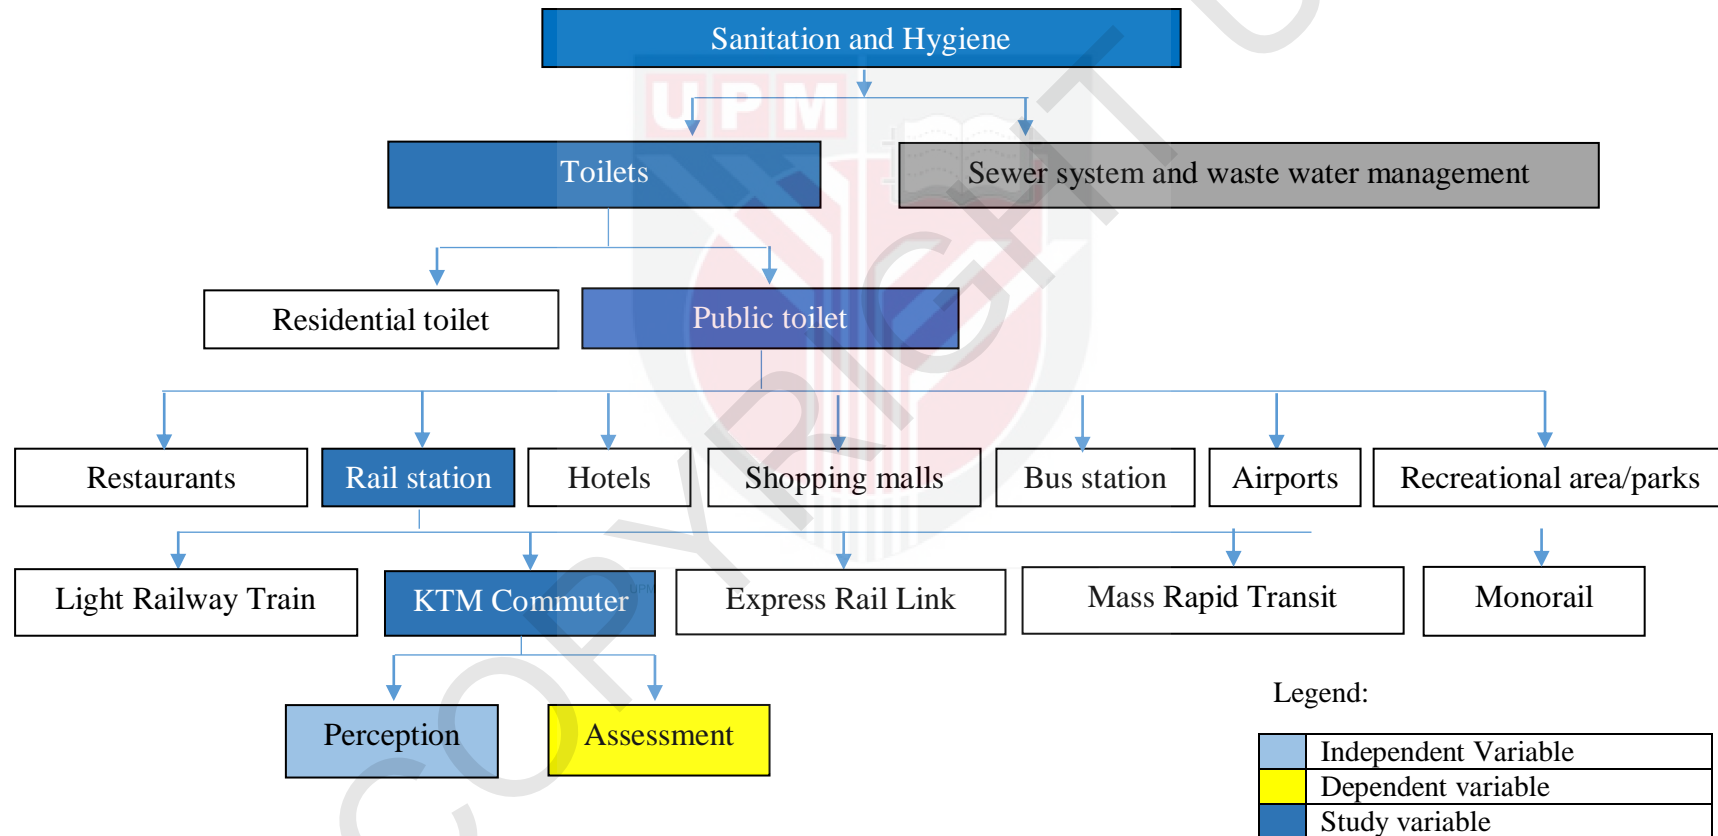 Sanitation and Hygiene
UPM
Toilets
Sewer system and waste water management
Residential toilet
Public toilet
Restaurants
Rail station
Hotels
Shopping malls
Bus station
Airports
Recreational area/parks
Light Railway Train
KTM Commuter
UPM
Express Rail Link
Mass Rapid Transit
Monorail
Perception
Assessment
Legend:
Independent Variable
Dependent variable
Study variable
COPYRIGHT U